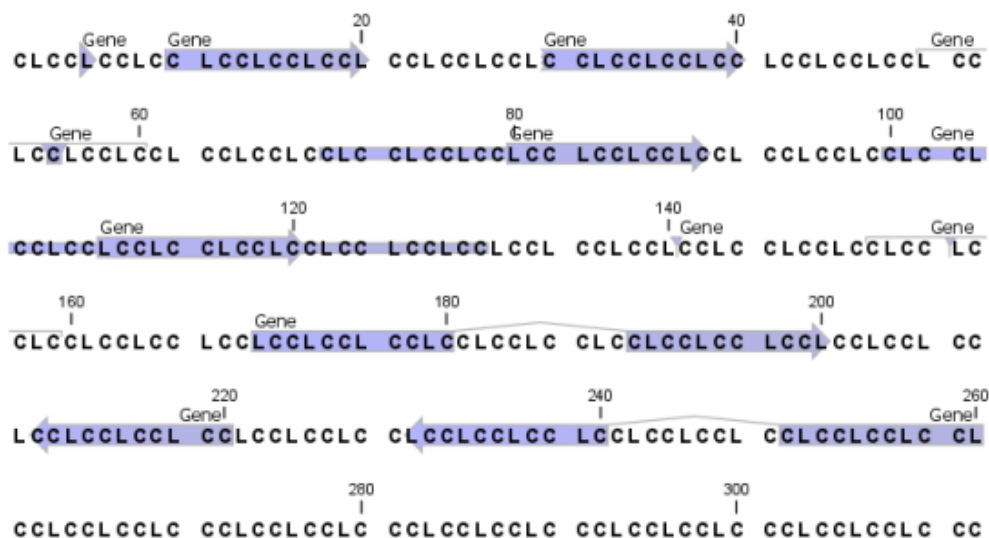 20 40
Gene Gene Gene Gene
CLCCLCCLCC LCCLCCLCCL CCLCCLCCLC CLCCLCCLCC LCCLCCLCCL CC
60 80 100
Gene Gene Gene
LCCLCCLCCL CCLCCLCCLC CLCCLCCLCC LCCLCCLCCL CCLCCLCCLC CL
120 140
Gene Gene Gene
CCLCCLCCLC CLCCLCCLCC LCCLCCLCCL CCLCCLCCLC CLCCLCCLCC LC
160 180 200
Gene
CLCCLCCLCC LCCLCCLCCL CCLCCLCCLC CLCCLCCLCC LCCLCCLCCL CC
220 240 260
Gene Gene
LCCLCCLCCL CCLCCLCCLC CLCCLCCLCC LCCLCCLCCL CCLCCLCCLC CL
280 300
CCLCCLCCLC CCLCCLCCLC CCLCCLCCLC CCLCCLCCLC CCLCCLCCLC CC